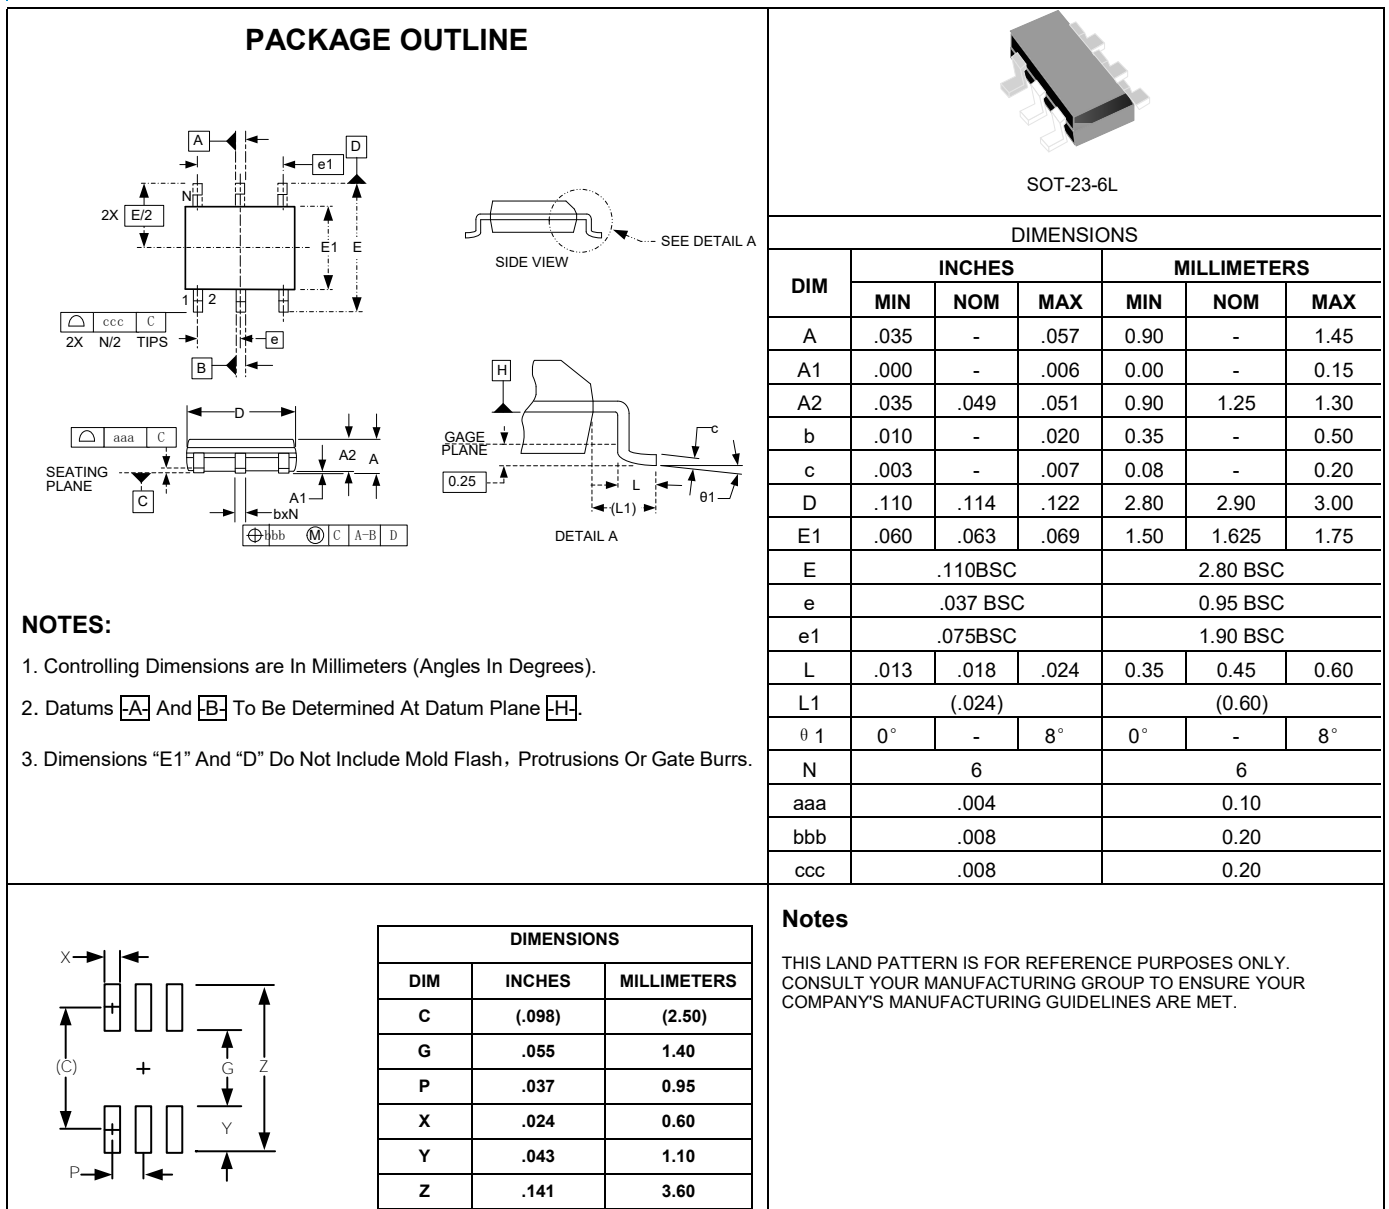 PACKAGE OUTLINE
A
D
e1
N
2X E/2
E1 E
1 2
ccc C
2X N/2 TIPS
e
B
SIDE VIEW
SEE DETAIL A
D
aaa C
A2 A
SEATING
PLANE
C
A1
bxN
bbb M C A-B D
H
GAGE
PLANE
c
0.25
L
(L1)
θ1
DETAIL A
NOTES:
1. Controlling Dimensions are In Millimeters (Angles In Degrees).
2. Datums -A- And -B- To Be Determined At Datum Plane -H-.
3. Dimensions “E1” And “D” Do Not Include Mold Flash，Protrusions Or Gate Burrs.
SOT-23-6L
DIMENSIONS
DIM INCHES MILLIMETERS
MIN NOM MAX MIN NOM MAX
A .035 - .057 0.90 - 1.45
A1 .000 - .006 0.00 - 0.15
A2 .035 .049 .051 0.90 1.25 1.30
b .010 - .020 0.35 - 0.50
c .003 - .007 0.08 - 0.20
D .110 .114 .122 2.80 2.90 3.00
E1 .060 .063 .069 1.50 1.625 1.75
E .110BSC 2.80 BSC
e .037 BSC 0.95 BSC
e1 .075BSC 1.90 BSC
L .013 .018 .024 0.35 0.45 0.60
L1 (.024) (0.60)
θ 1 0° - 8° 0° - 8°
N 6 6
aaa .004 0.10
bbb .008 0.20
ccc .008 0.20
X
(C)
G
Z
Y
P
DIMENSIONS
DIM INCHES MILLIMETERS
C (.098) (2.50)
G .055 1.40
P .037 0.95
X .024 0.60
Y .043 1.10
Z .141 3.60
Notes
THIS LAND PATTERN IS FOR REFERENCE PURPOSES ONLY.
CONSULT YOUR MANUFACTURING GROUP TO ENSURE YOUR
COMPANY'S MANUFACTURING GUIDELINES ARE MET.